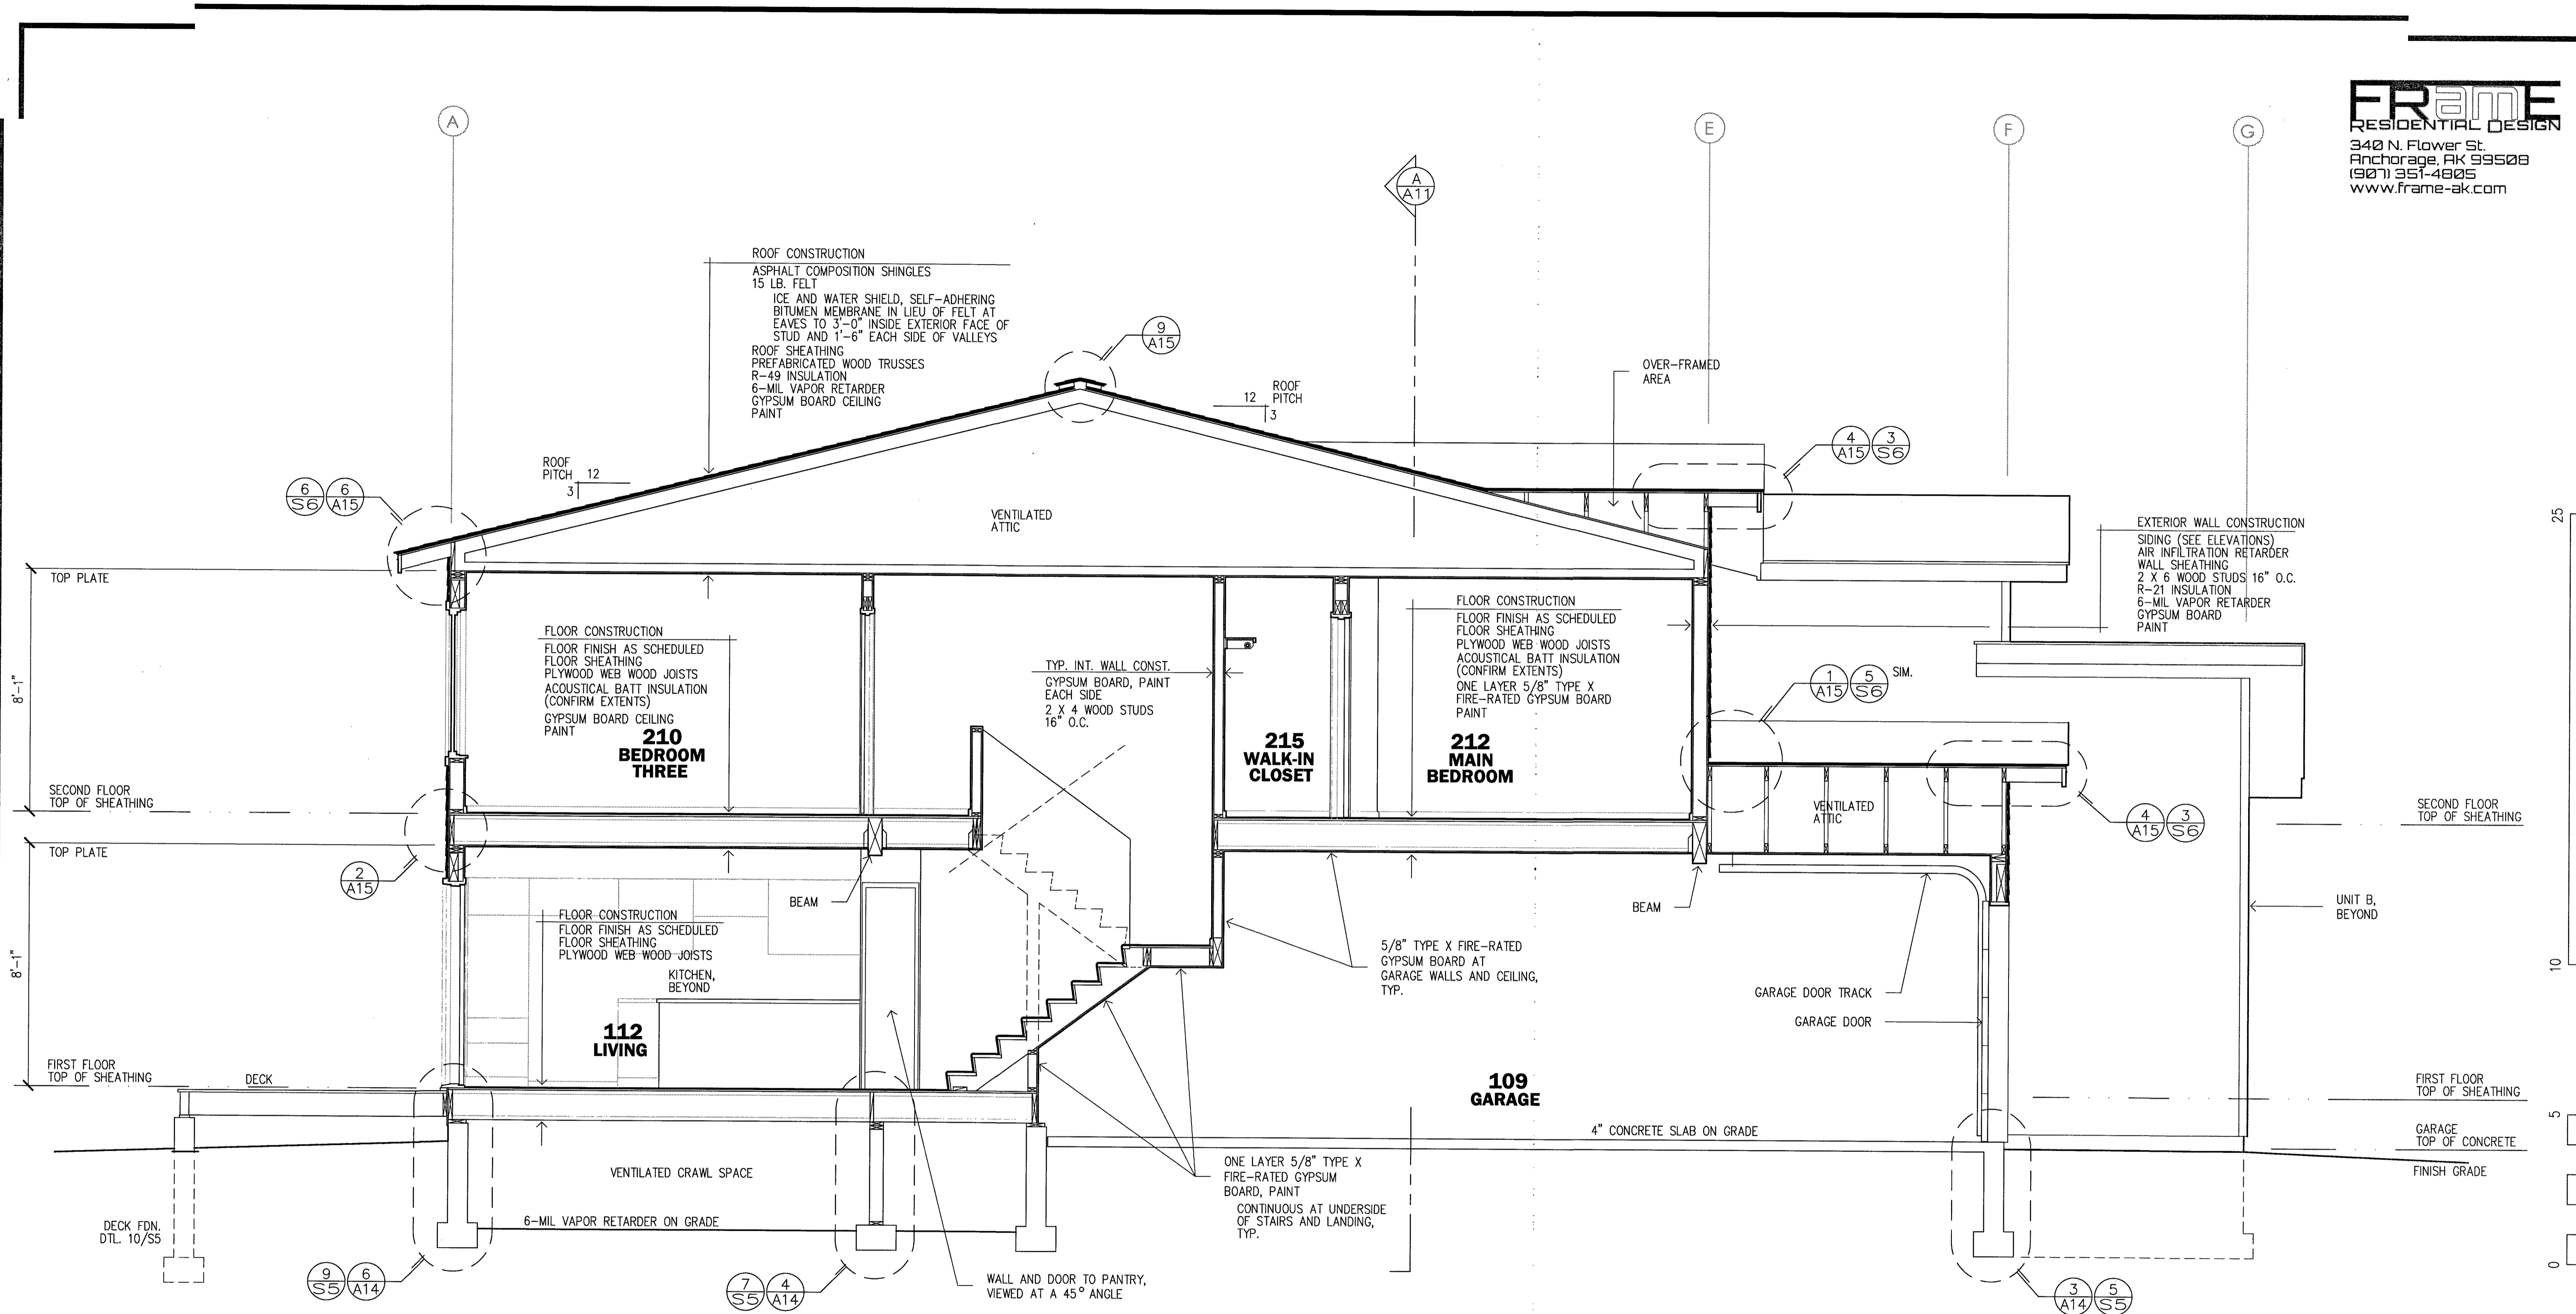 FRamE
RESIDENTIAL DESIGN
340 N. Flower St.
Anchorage, AK 99508
(907) 351-4805
www.frame-ak.com
A
E
F
G
A
A11
ROOF CONSTRUCTION
ASPHALT COMPOSITION SHINGLES
15 LB. FELT
ICE AND WATER SHIELD, SELF-ADHERING
BITUMEN MEMBRANE IN LIEU OF FELT AT
EAVES TO 3'-0" INSIDE EXTERIOR FACE OF
STUD AND 1'-6" EACH SIDE OF VALLEYS
ROOF SHEATHING
PREFABRICATED WOOD TRUSSES
R-49 INSULATION
6-MIL VAPOR RETARDER
GYPSUM BOARD CEILING
PAINT
9
A15
12
3
ROOF
PITCH
OVER-FRAMED
AREA
4
A15
3
S6
ROOF
PITCH
12
3
6
S6
6
A15
VENTILATED
ATTIC
25
EXTERIOR WALL CONSTRUCTION
SIDING (SEE ELEVATIONS)
AIR INFILTRATION RETARDER
WALL SHEATHING
2 X 6 WOOD STUDS 16" O.C.
R-21 INSULATION
6-MIL VAPOR RETARDER
GYPSUM BOARD
PAINT
TOP PLATE
8'-1"
FLOOR CONSTRUCTION
FLOOR FINISH AS SCHEDULED
FLOOR SHEATHING
PLYWOOD WEB WOOD JOISTS
ACOUSTICAL BATT INSULATION
(CONFIRM EXTENTS)
GYPSUM BOARD CEILING
PAINT
210
BEDROOM
THREE
TYP. INT. WALL CONST.
GYPSUM BOARD, PAINT
EACH SIDE
2 X 4 WOOD STUDS
16" O.C.
FLOOR CONSTRUCTION
FLOOR FINISH AS SCHEDULED
FLOOR SHEATHING
PLYWOOD WEB WOOD JOISTS
ACOUSTICAL BATT INSULATION
(CONFIRM EXTENTS)
ONE LAYER 5/8" TYPE X
FIRE-RATED GYPSUM BOARD
PAINT
215
WALK-IN
CLOSET
212
MAIN
BEDROOM
1
A15
5
S6
SIM.
SECOND FLOOR
TOP OF SHEATHING
VENTILATED
ATTIC
4
A15
3
S6
SECOND FLOOR
TOP OF SHEATHING
TOP PLATE
2
A15
8'-1"
BEAM
BEAM
UNIT B,
BEYOND
FLOOR CONSTRUCTION
FLOOR FINISH AS SCHEDULED
FLOOR SHEATHING
PLYWOOD WEB WOOD JOISTS
KITCHEN,
BEYOND
5/8" TYPE X FIRE-RATED
GYPSUM BOARD AT
GARAGE WALLS AND CEILING,
TYP.
10
GARAGE DOOR TRACK
GARAGE DOOR
112
LIVING
FIRST FLOOR
TOP OF SHEATHING
DECK
109
GARAGE
FIRST FLOOR
TOP OF SHEATHING
5
4" CONCRETE SLAB ON GRADE
GARAGE
TOP OF CONCRETE
FINISH GRADE
VENTILATED CRAWL SPACE
ONE LAYER 5/8" TYPE X
FIRE-RATED GYPSUM
BOARD, PAINT
CONTINUOUS AT UNDERSIDE
OF STAIRS AND LANDING,
TYP.
6-MIL VAPOR RETARDER ON GRADE
DECK FDN.
DTL. 10/S5
0
9
S5
6
A14
7
S5
4
A14
WALL AND DOOR TO PANTRY,
VIEWED AT A 45° ANGLE
3
A14
5
S5